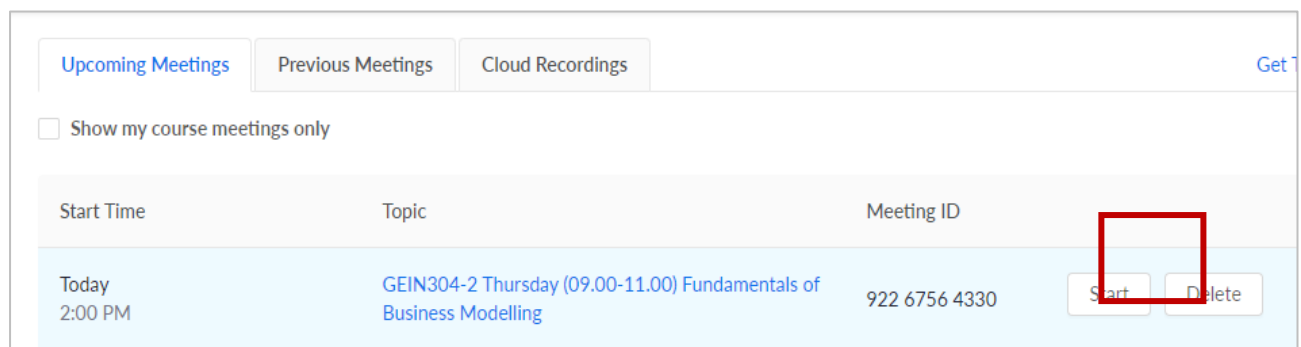 Upcoming Meetings Previous Meetings Cloud Recordings Get
Show my course meetings only
Start Time Topic Meeting ID
Today GEIN304-2 Thursday (09.00-11.00) Fundamentals of 922 6756 4330 Start Delete
2:00 PM Business Modelling